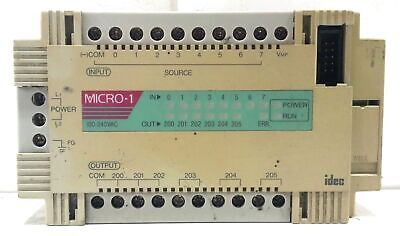 (-)COM 0 1 2 3 4 5 6 7
INPUT SOURCE
MICRO-1
IN 0 1 2 3 4 5 6 7
POWER
POWER
RUN
100-240VAC
OUT 200 201 202 203 204 205 ERR.
FG
OUTPUT
COM 200 201 202 203 204 205
idec